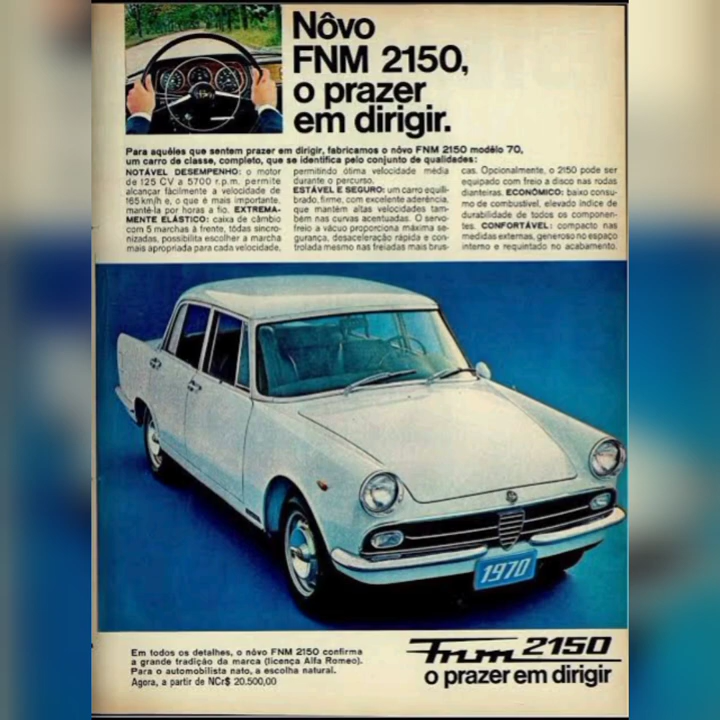 Nôvo
FNM 2150,
o prazer
em dirigir.
Para aquêles que sentem prazer em dirigir, fabricamos o nôvo FNM 2150 modêlo 70,
um carro de classe, completo, que se identifica pelo conjunto de qualidades:
NOTÁVEL DESEMPENHO: o motor
de 125 CV a 5700 r.p.m. permite
alcançar fàcilmente a velocidade de
165 km/h e, o que é mais importante,
mantê-la por horas a fio. EXTREMA-
MENTE ELÁSTICO: caixa de câmbio
com 5 marchas à frente, tôdas sincro-
nizadas, possibilita escolher a marcha
mais apropriada para cada velocidade,
permitindo ótima velocidade média
durante o percurso.
ESTÁVEL E SEGURO: um carro equili-
brado, firme, com excelente aderência,
que mantém altas velocidades tam-
bém nas curvas acentuadas. O servo-
freio a vácuo proporciona máxima se-
gurança, desaceleração rápida e con-
trolada mesmo nas freiadas mais brus-
cas. Opcionalmente, o 2150 pode ser
equipado com freio a disco nas rodas
dianteiras. ECONÔMICO: baixo consu-
mo de combustível, elevado índice de
durabilidade de todos os componen-
tes. CONFORTÁVEL: compacto nas
medidas externas, generoso no espaço
interno e requintado no acabamento.
1970
Em todos os detalhes, o nôvo FNM 2150 confirma
a grande tradição da marca (licença Alfa Romeo).
Para o automobilista nato, a escolha natural.
Agora, a partir de NCr$ 20.500,00
Fnm 2150
o prazer em dirigir